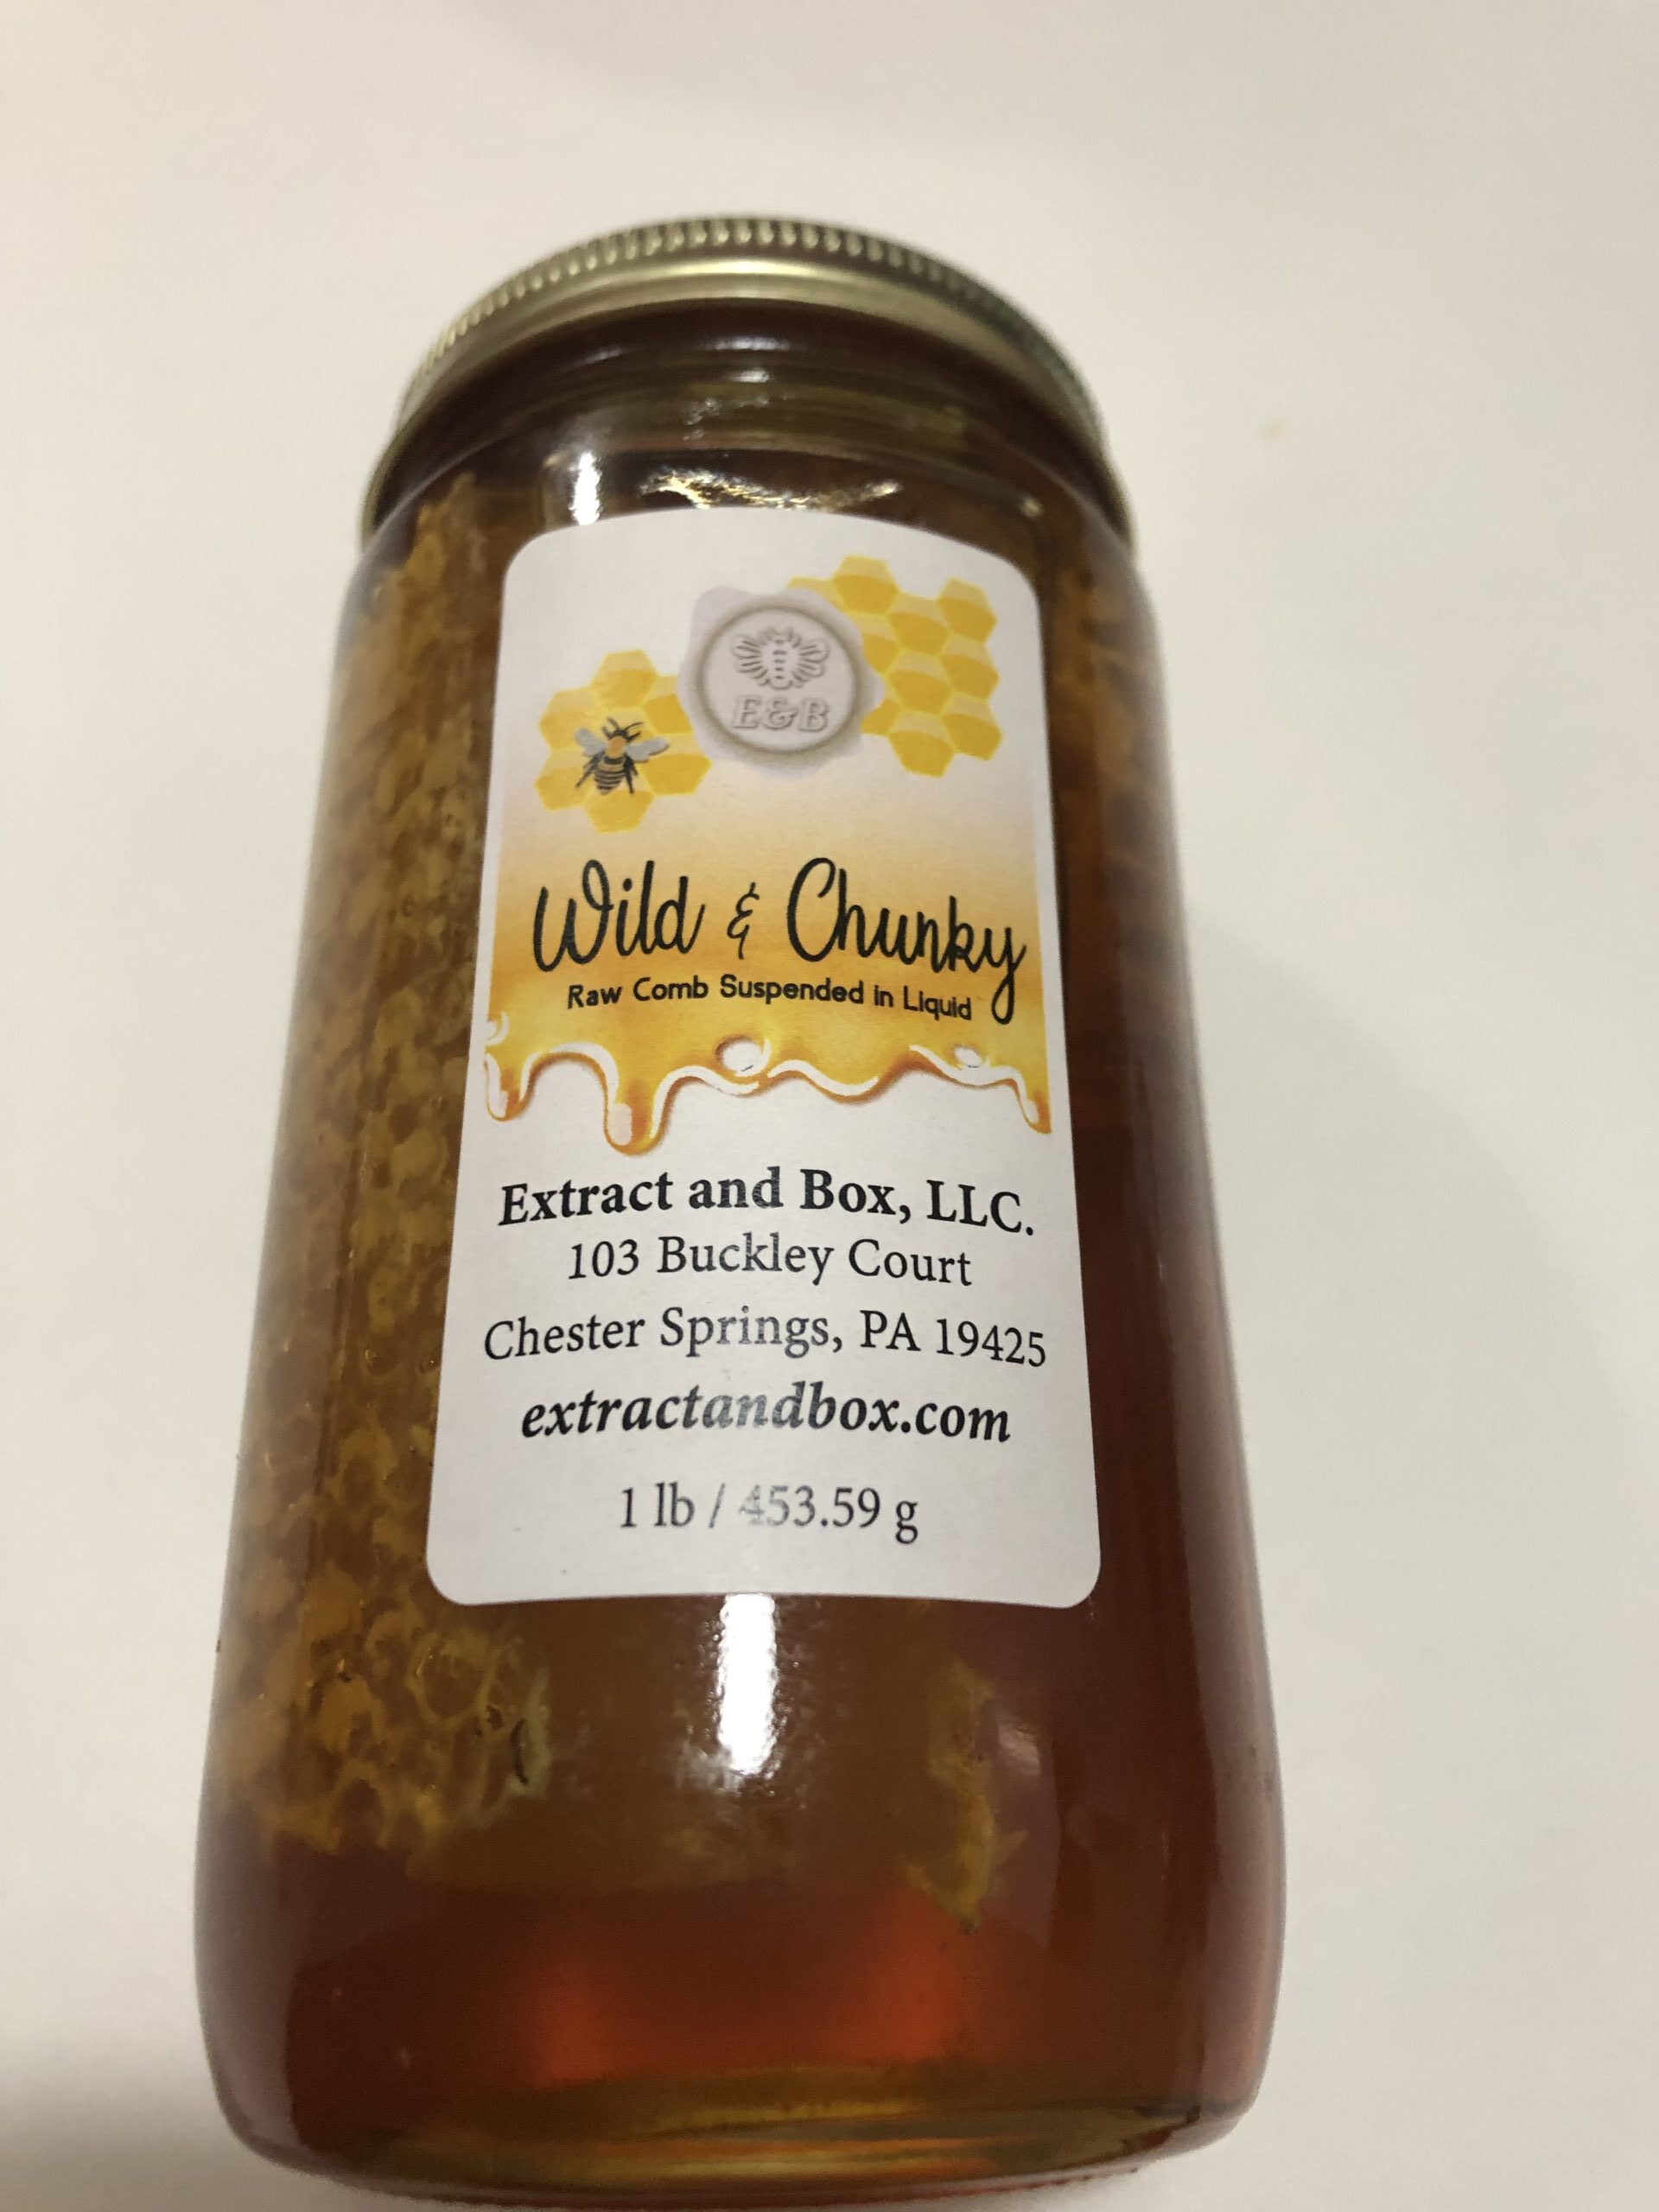 E&B
Wild & Chunky
Raw Comb Suspended in Liquid
Extract and Box, LLC.
103 Buckley Court
Chester Springs, PA 19425
extractandbox.com
1 lb / 453.59 g